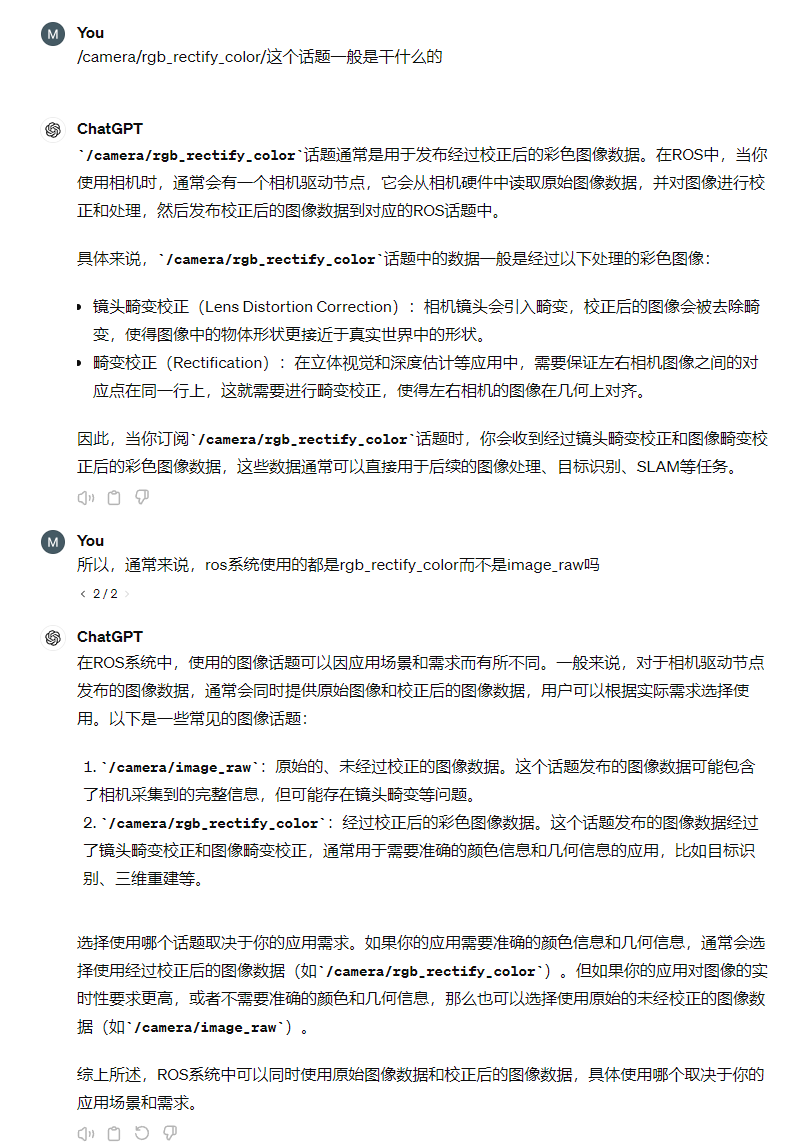 M
You
/camera/rgb_rectify_color/这个话题一般是干什么的
ChatGPT
`/camera/rgb_rectify_color`话题通常是用于发布经过校正后的彩色图像数据。在ROS中，当你
使用相机时，通常会有一个相机驱动节点，它会从相机硬件中读取原始图像数据，并对图像进行校
正和处理，然后发布校正后的图像数据到对应的ROS话题中。
具体来说，`/camera/rgb_rectify_color`话题中的数据一般是经过以下处理的彩色图像：
• 镜头畸变校正（Lens Distortion Correction）：相机镜头会引入畸变，校正后的图像会被去除畸
变，使得图像中的物体形状更接近于真实世界中的形状。
• 畸变校正（Rectification）：在立体视觉和深度估计等应用中，需要保证左右相机图像之间的对
应点在同一行上，这就需要进行畸变校正，使得左右相机的图像在几何上对齐。
因此，当你订阅`/camera/rgb_rectify_color`话题时，你会收到经过镜头畸变校正和图像畸变校
正后的彩色图像数据，这些数据通常可以直接用于后续的图像处理、目标识别、SLAM等任务。
M
You
所以，通常来说，ros系统使用的都是rgb_rectify_color而不是image_raw吗
< 2 / 2 >
ChatGPT
在ROS系统中，使用的图像话题可以因应用场景和需求而有所不同。一般来说，对于相机驱动节点
发布的图像数据，通常会同时提供原始图像和校正后的图像数据，用户可以根据实际需求选择使
用。以下是一些常见的图像话题：
1. `/camera/image_raw`：原始的、未经过校正的图像数据。这个话题发布的图像数据可能包含
了相机采集到的完整信息，但可能存在镜头畸变等问题。
2. `/camera/rgb_rectify_color`：经过校正后的彩色图像数据。这个话题发布的图像数据经过
了镜头畸变校正和图像畸变校正，通常用于需要准确的颜色信息和几何信息的应用，比如目标识
别、三维重建等。
选择使用哪个话题取决于你的应用需求。如果你的应用需要准确的颜色信息和几何信息，通常会选
择使用经过校正后的图像数据（如`/camera/rgb_rectify_color`）。但如果你的应用对图像的实
时性要求更高，或者不需要准确的颜色和几何信息，那么也可以选择使用原始的未经校正的图像数
据（如`/camera/image_raw`）。
综上所述，ROS系统中可以同时使用原始图像数据和校正后的图像数据，具体使用哪个取决于你的
应用场景和需求。